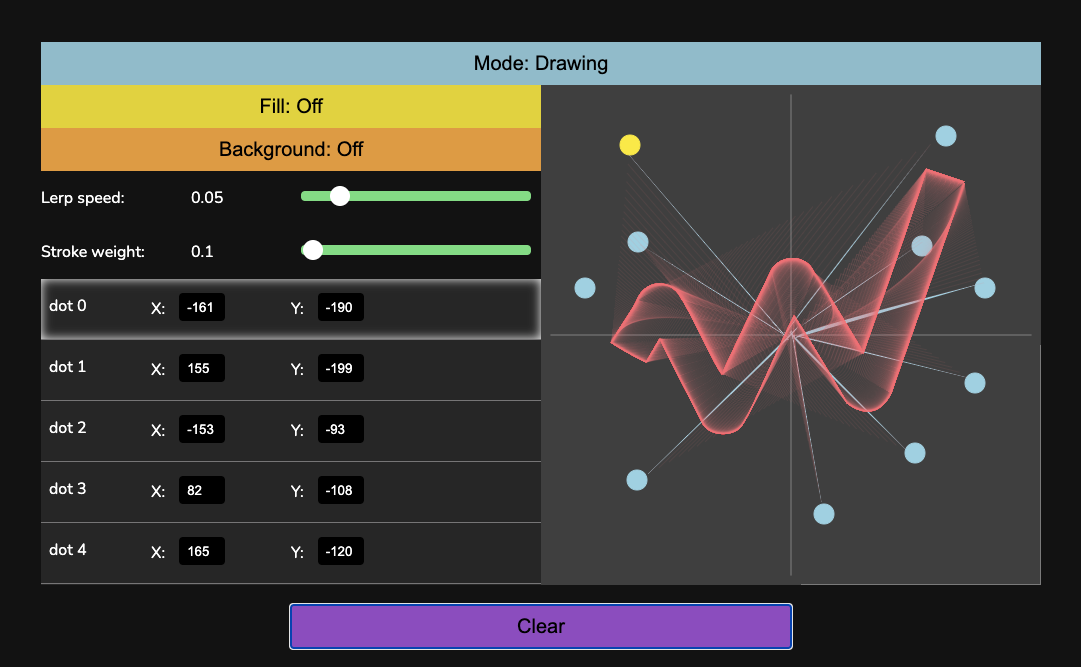 Mode: Drawing
Fill: Off
Background: Off
Lerp speed: 0.05
Stroke weight: 0.1
dot 0 X: -161 Y: -190
dot 1 X: 155 Y: -199
dot 2 X: -153 Y: -93
dot 3 X: 82 Y: -108
dot 4 X: 165 Y: -120
Clear